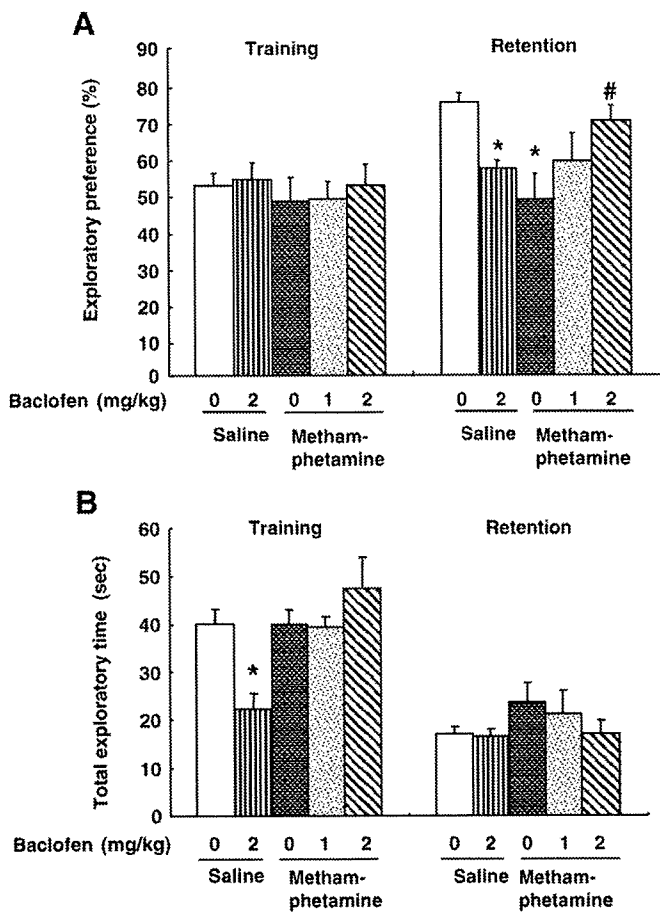 A
Training Retention
Exploratory preference (%)
90
80
70
60
50
40
30
20
10
0
* * #
Baclofen (mg/kg) 0 2 0 1 2 0 2 0 1 2
Saline Metham- Saline Metham-
phetamine phetamine
B
Training Retention
Total exploratory time (sec)
60
50
40
30
20
10
0
*
Baclofen (mg/kg) 0 2 0 1 2 0 2 0 1 2
Saline Metham- Saline Metham-
phetamine phetamine